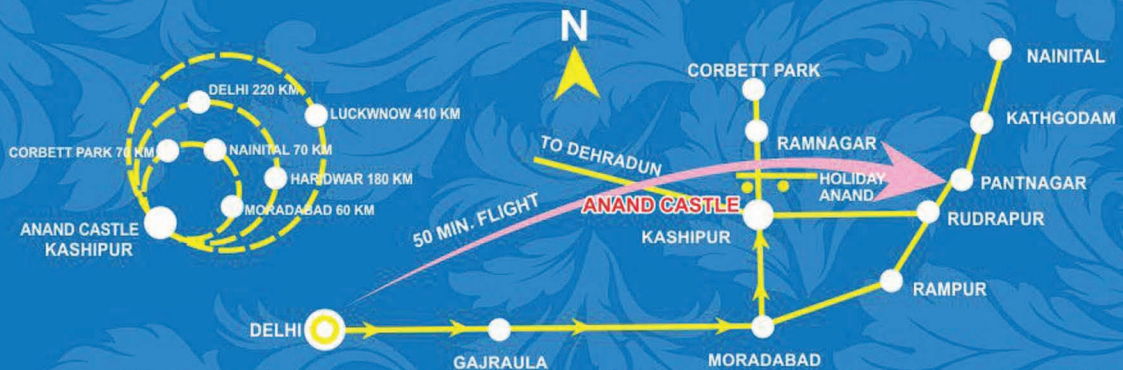 N
DELHI 220 KM
LUCKWNOW 410 KM
CORBETT PARK 70 KM
NAINITAL 70 KM
HARIDWAR 180 KM
MORADABAD 60 KM
ANAND CASTLE
KASHIPUR
CORBETT PARK
NAINITAL
KATHGODAM
RAMNAGAR
TO DEHRADUN
HOLIDAY
ANAND
PANTNAGAR
50 MIN. FLIGHT
ANAND CASTLE
KASHIPUR
RUDRAPUR
RAMPUR
DELHI
GAJRAULA
MORADABAD